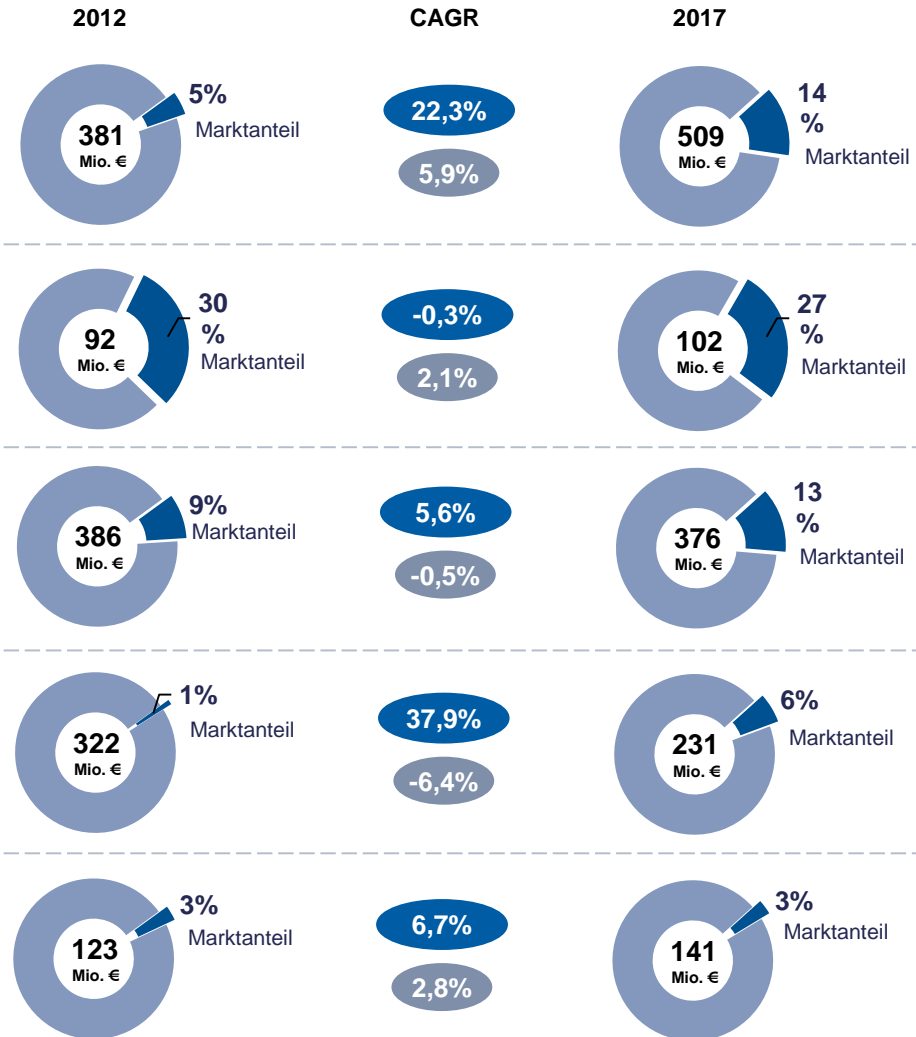 2012 CAGR 2017
5%
Marktanteil
381
Mio. €
22,3%
5,9%
14
%
Marktanteil
509
Mio. €
30
%
Marktanteil
92
Mio. €
-0,3%
2,1%
27
%
Marktanteil
102
Mio. €
9%
Marktanteil
386
Mio. €
5,6%
-0,5%
13
%
Marktanteil
376
Mio. €
1%
Marktanteil
322
Mio. €
37,9%
-6,4%
6%
Marktanteil
231
Mio. €
3%
Marktanteil
123
Mio. €
6,7%
2,8%
3%
Marktanteil
141
Mio. €